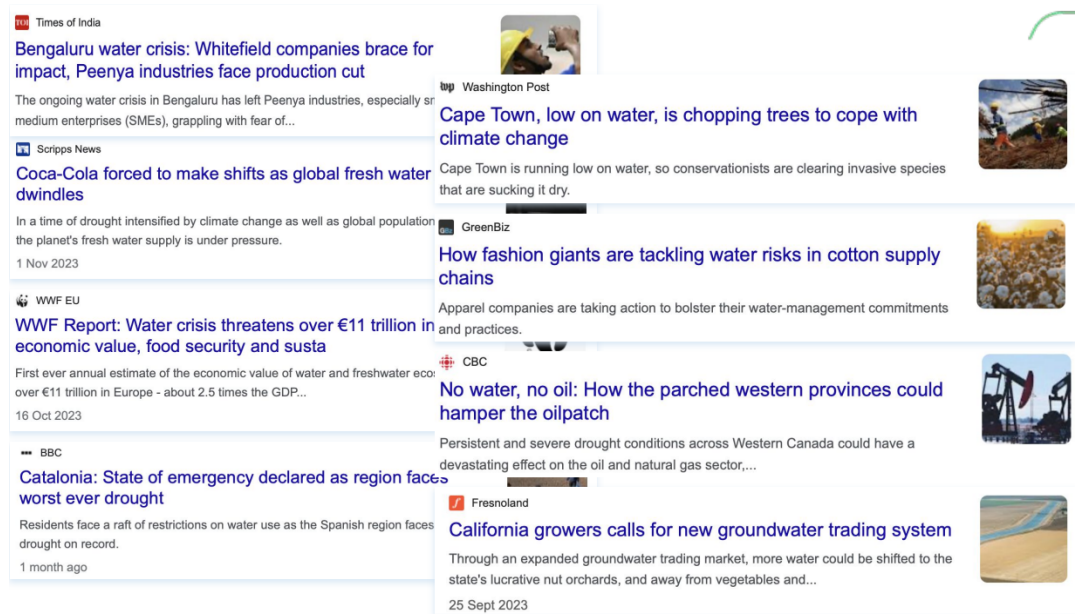 Times of India
Bengaluru water crisis: Whitefield companies brace for
impact, Peenya industries face production cut
The ongoing water crisis in Bengaluru has left Peenya industries, especially
medium enterprises (SMEs), grappling with fear of...
Scripps News
Coca-Cola forced to make shifts as global fresh water
dwindles
In a time of drought intensified by climate change as well as global population
the planet's fresh water supply is under pressure.
1 Nov 2023
WWF EU
WWF Report: Water crisis threatens over €11 trillion in
economic value, food security and susta
First ever annual estimate of the economic value of water and freshwater
over €11 trillion in Europe - about 2.5 times the GDP...
16 Oct 2023
BBC
Catalonia: State of emergency declared as region faces
worst ever drought
Residents face a raft of restrictions on water use as the Spanish region faces
drought on record.
1 month ago
Washington Post
Cape Town, low on water, is chopping trees to cope with
climate change
Cape Town is running low on water, so conservationists are clearing invasive species
that are sucking it dry.
GreenBiz
How fashion giants are tackling water risks in cotton supply
chains
Apparel companies are taking action to bolster their water-management commitments
and practices.
CBC
No water, no oil: How the parched western provinces could
hamper the oilpatch
Persistent and severe drought conditions across Western Canada could have a
devastating effect on the oil and natural gas sector,...
Fresnoland
California growers calls for new groundwater trading system
Through an expanded groundwater trading market, more water could be shifted to the
state's lucrative nut orchards, and away from vegetables and...
25 Sept 2023